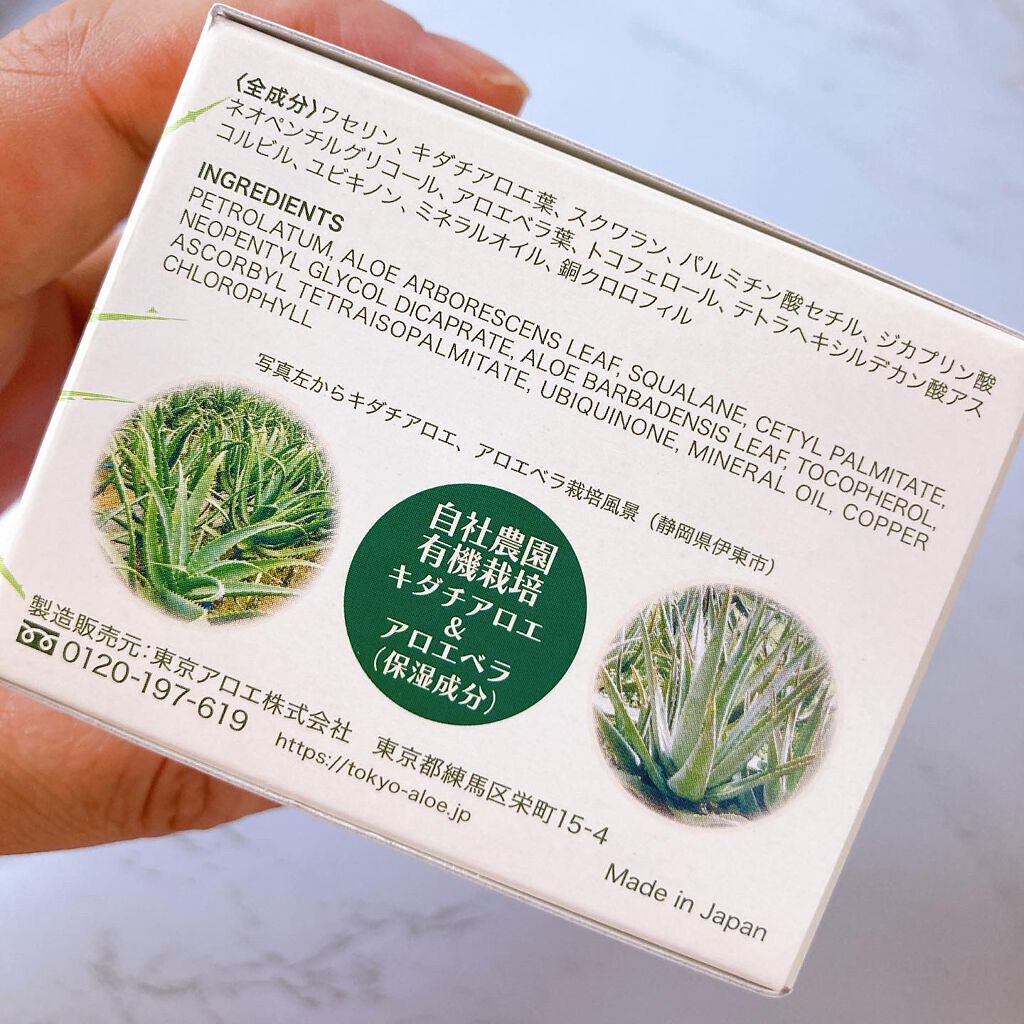 〈全成分〉ワセリン、キダチアロエ葉、スクワラン、パルミチン酸セチル、ジカプリン酸
ネオペンチルグリコール、アロエベラ葉、トコフェロール、テトラヘキシルデカン酸アス
コルビル、ユビキノン、ミネラルオイル、銅クロロフィル
INGREDIENTS
PETROLATUM, ALOE ARBORESCENS LEAF, SQUALANE, CETYL PALMITATE,
NEOPENTYL GLYCOL DICAPRATE, ALOE BARBADENSIS LEAF, TOCOPHEROL,
ASCORBYL TETRAISOPALMITATE, UBIQUINONE, MINERAL OIL, COPPER
CHLOROPHYLL
写真左からキダチアロエ、アロエベラ栽培風景（静岡県伊東市）
自社農園
有機栽培
キダチアロエ
&
アロエベラ
（保湿成分）
製造販売元：東京アロエ株式会社 東京都練馬区栄町15-4
0120-197-619 https://tokyo-aloe.jp
Made in Japan